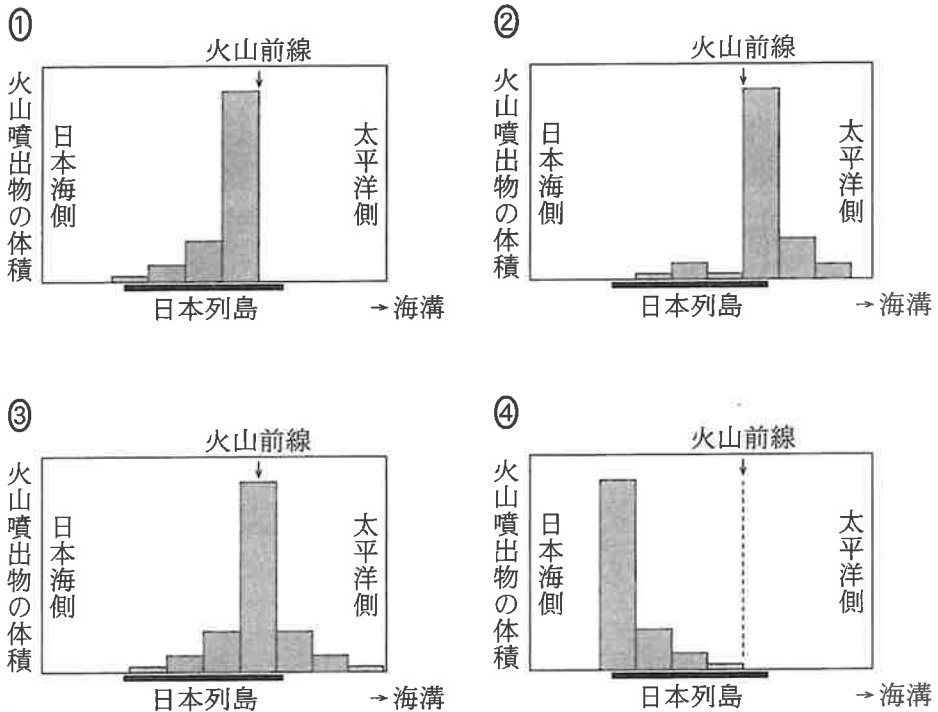 ①
火山前線
火山噴出物の体積
日本海側
太平洋側
日本列島
→海溝
②
火山前線
火山噴出物の体積
日本海側
太平洋側
日本列島
→海溝
③
火山前線
火山噴出物の体積
日本海側
太平洋側
日本列島
→海溝
④
火山前線
火山噴出物の体積
日本海側
太平洋側
日本列島
→海溝